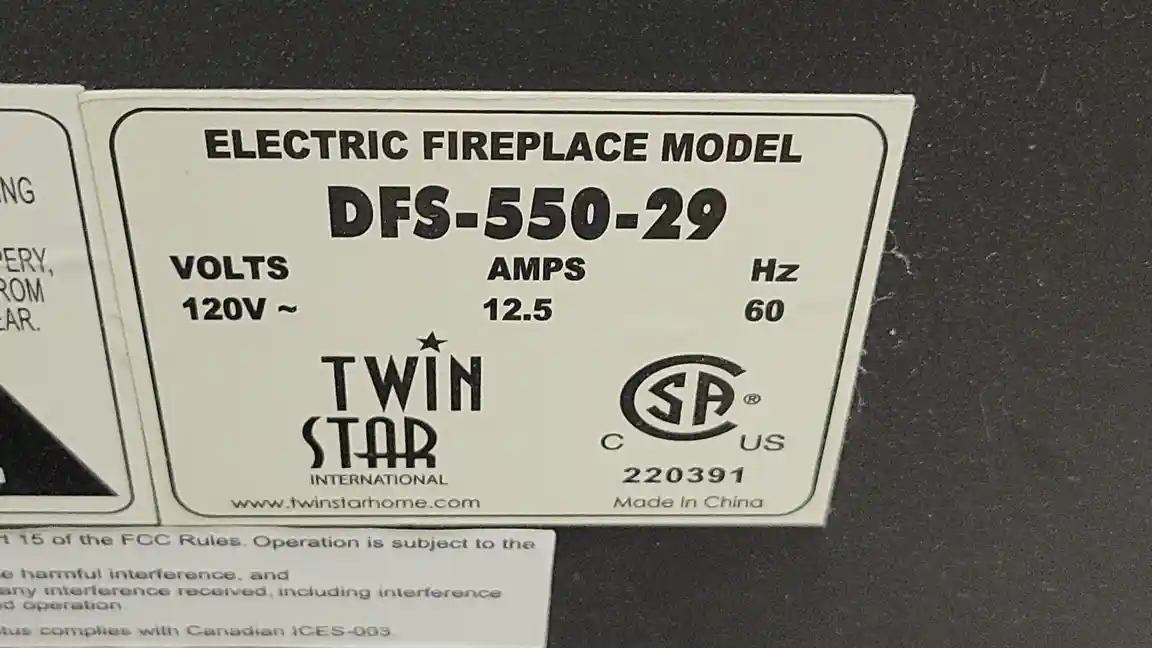 ELECTRIC FIREPLACE MODEL
DFS-550-29
VOLTS AMPS Hz
120V ~ 12.5 60
TWIN
STAR
INTERNATIONAL
www.twinstarhome.com
CSA ®
C US
220391
Made In China
NG
PERY,
ROM
EAR.
t 15 of the FCC Rules. Operation is subject to the
e harmful interference, and
any interference received, including interference
d operation.
tus complies with Canadian ICES-003.